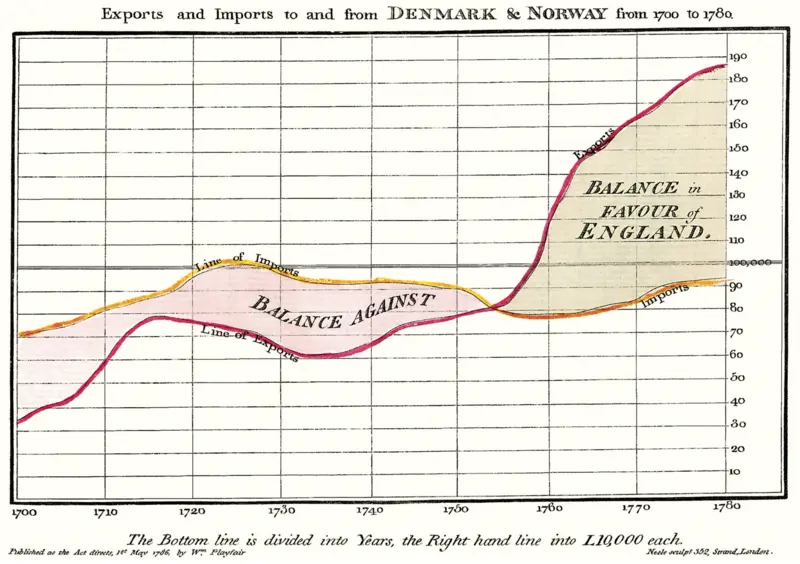 Exports and Imports to and from DENMARK & NORWAY from 1700 to 1780.
190
180
170
160
Exports
150
140
BALANCE in
130
FAVOUR of
120
ENGLAND.
110
Line of Imports
100,000
90
Imports
BALANCE AGAINST
80
Line of Exports
70
60
50
40
30
20
10
1700 1710 1720 1730 1740 1750 1760 1770 1780
The Bottom line is divided into Years, the Right hand line into L10,000 each.
Published as the Act directs, 1st May 1786, by Wm. Playfair
Neele sculpt 352, Strand, London.